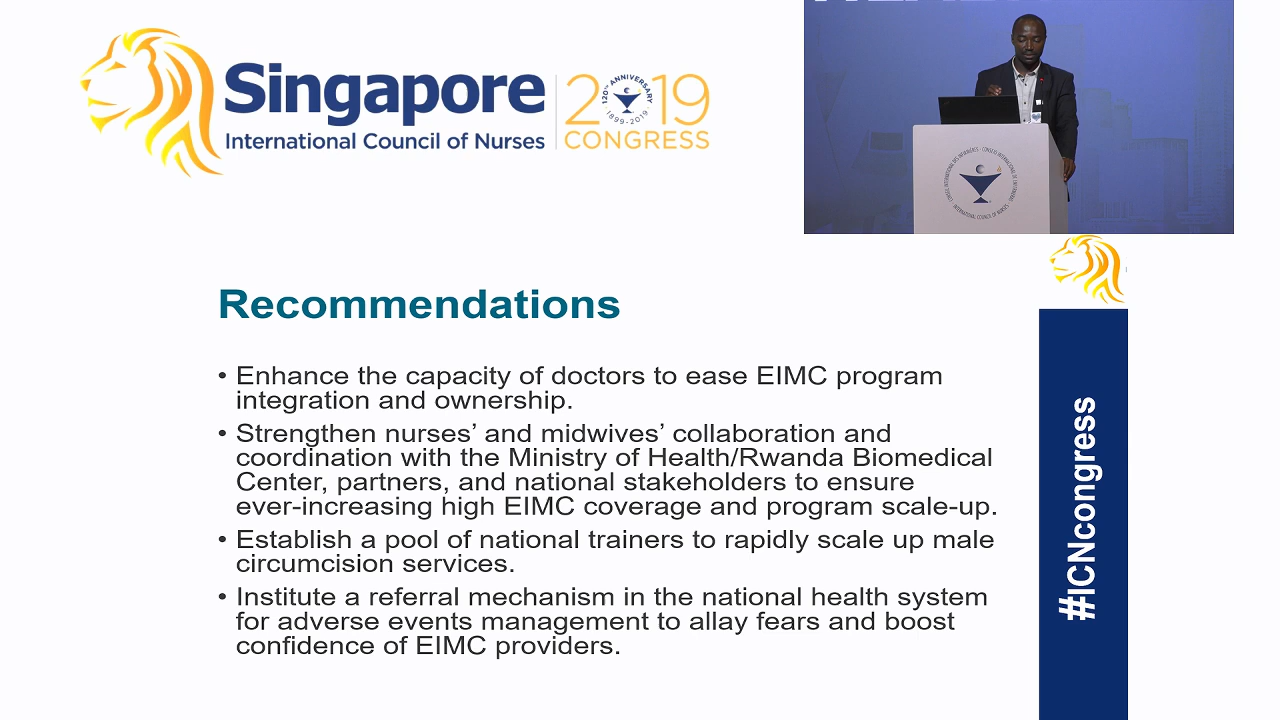 Singapore
International Council of Nurses
2019
CONGRESS
120TH ANNIVERSARY
1899-2019
Recommendations
• Enhance the capacity of doctors to ease EIMC program
integration and ownership.
• Strengthen nurses’ and midwives’ collaboration and
coordination with the Ministry of Health/Rwanda Biomedical
Center, partners, and national stakeholders to ensure
ever-increasing high EIMC coverage and program scale-up.
• Establish a pool of national trainers to rapidly scale up male
circumcision services.
• Institute a referral mechanism in the national health system
for adverse events management to allay fears and boost
confidence of EIMC providers.
#ICNcongress